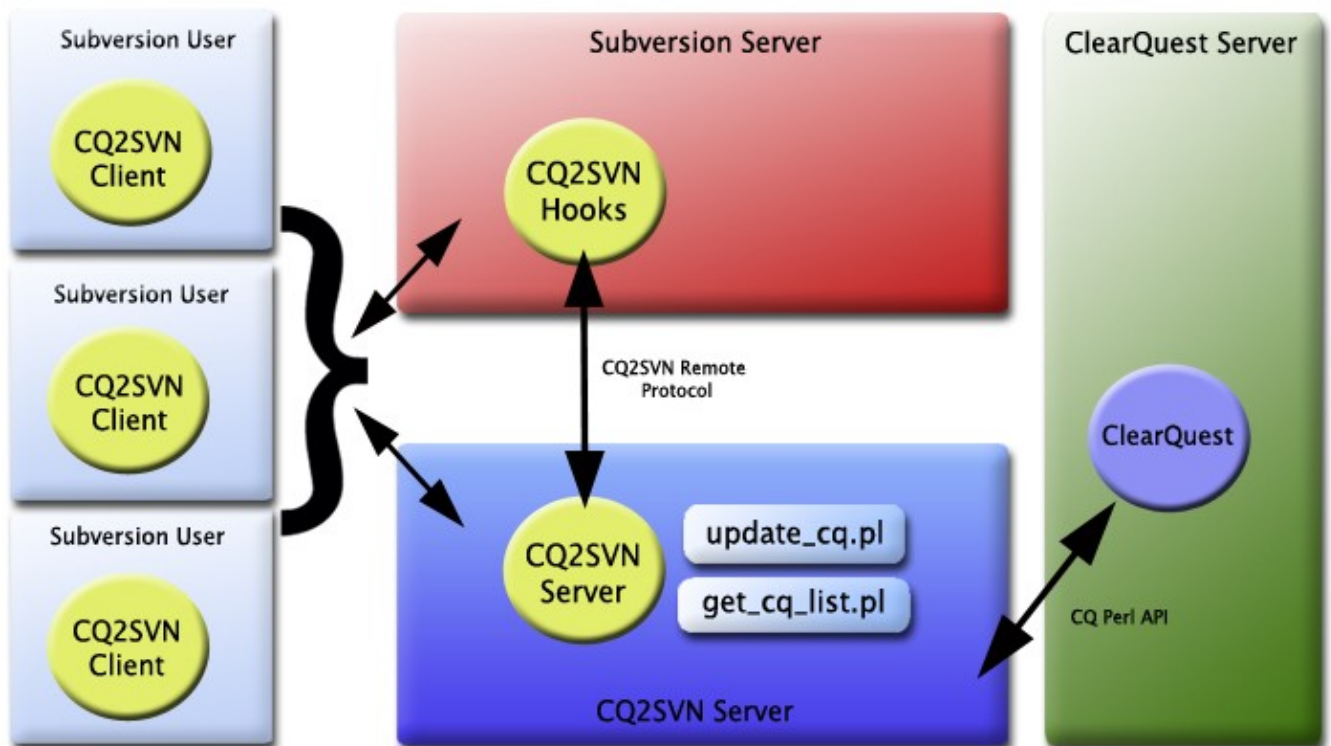 Subversion User
CQ2SVN
Client
Subversion User
CQ2SVN
Client
Subversion User
CQ2SVN
Client
Subversion Server
CQ2SVN
Hooks
CQ2SVN Remote
Protocol
CQ2SVN
Server
update_cq.pl
get_cq_list.pl
CQ2SVN Server
ClearQuest Server
ClearQuest
CQ Perl API